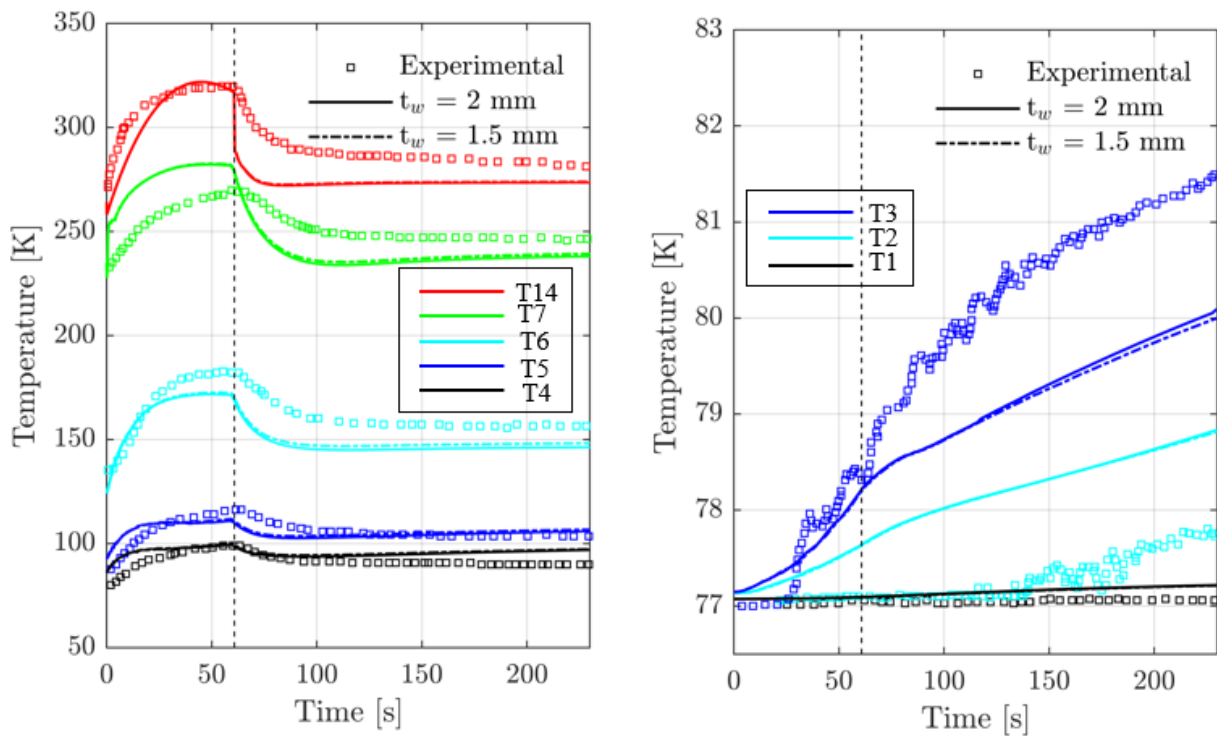 350
300
250
200
150
100
50
0
50
100
150
200
Temperature [K]
Time [s]
Experimental
t_w = 2 mm
t_w = 1.5 mm
T14
T7
T6
T5
T4
83
82
81
80
79
78
77
0
50
100
150
200
Temperature [K]
Time [s]
Experimental
t_w = 2 mm
t_w = 1.5 mm
T3
T2
T1